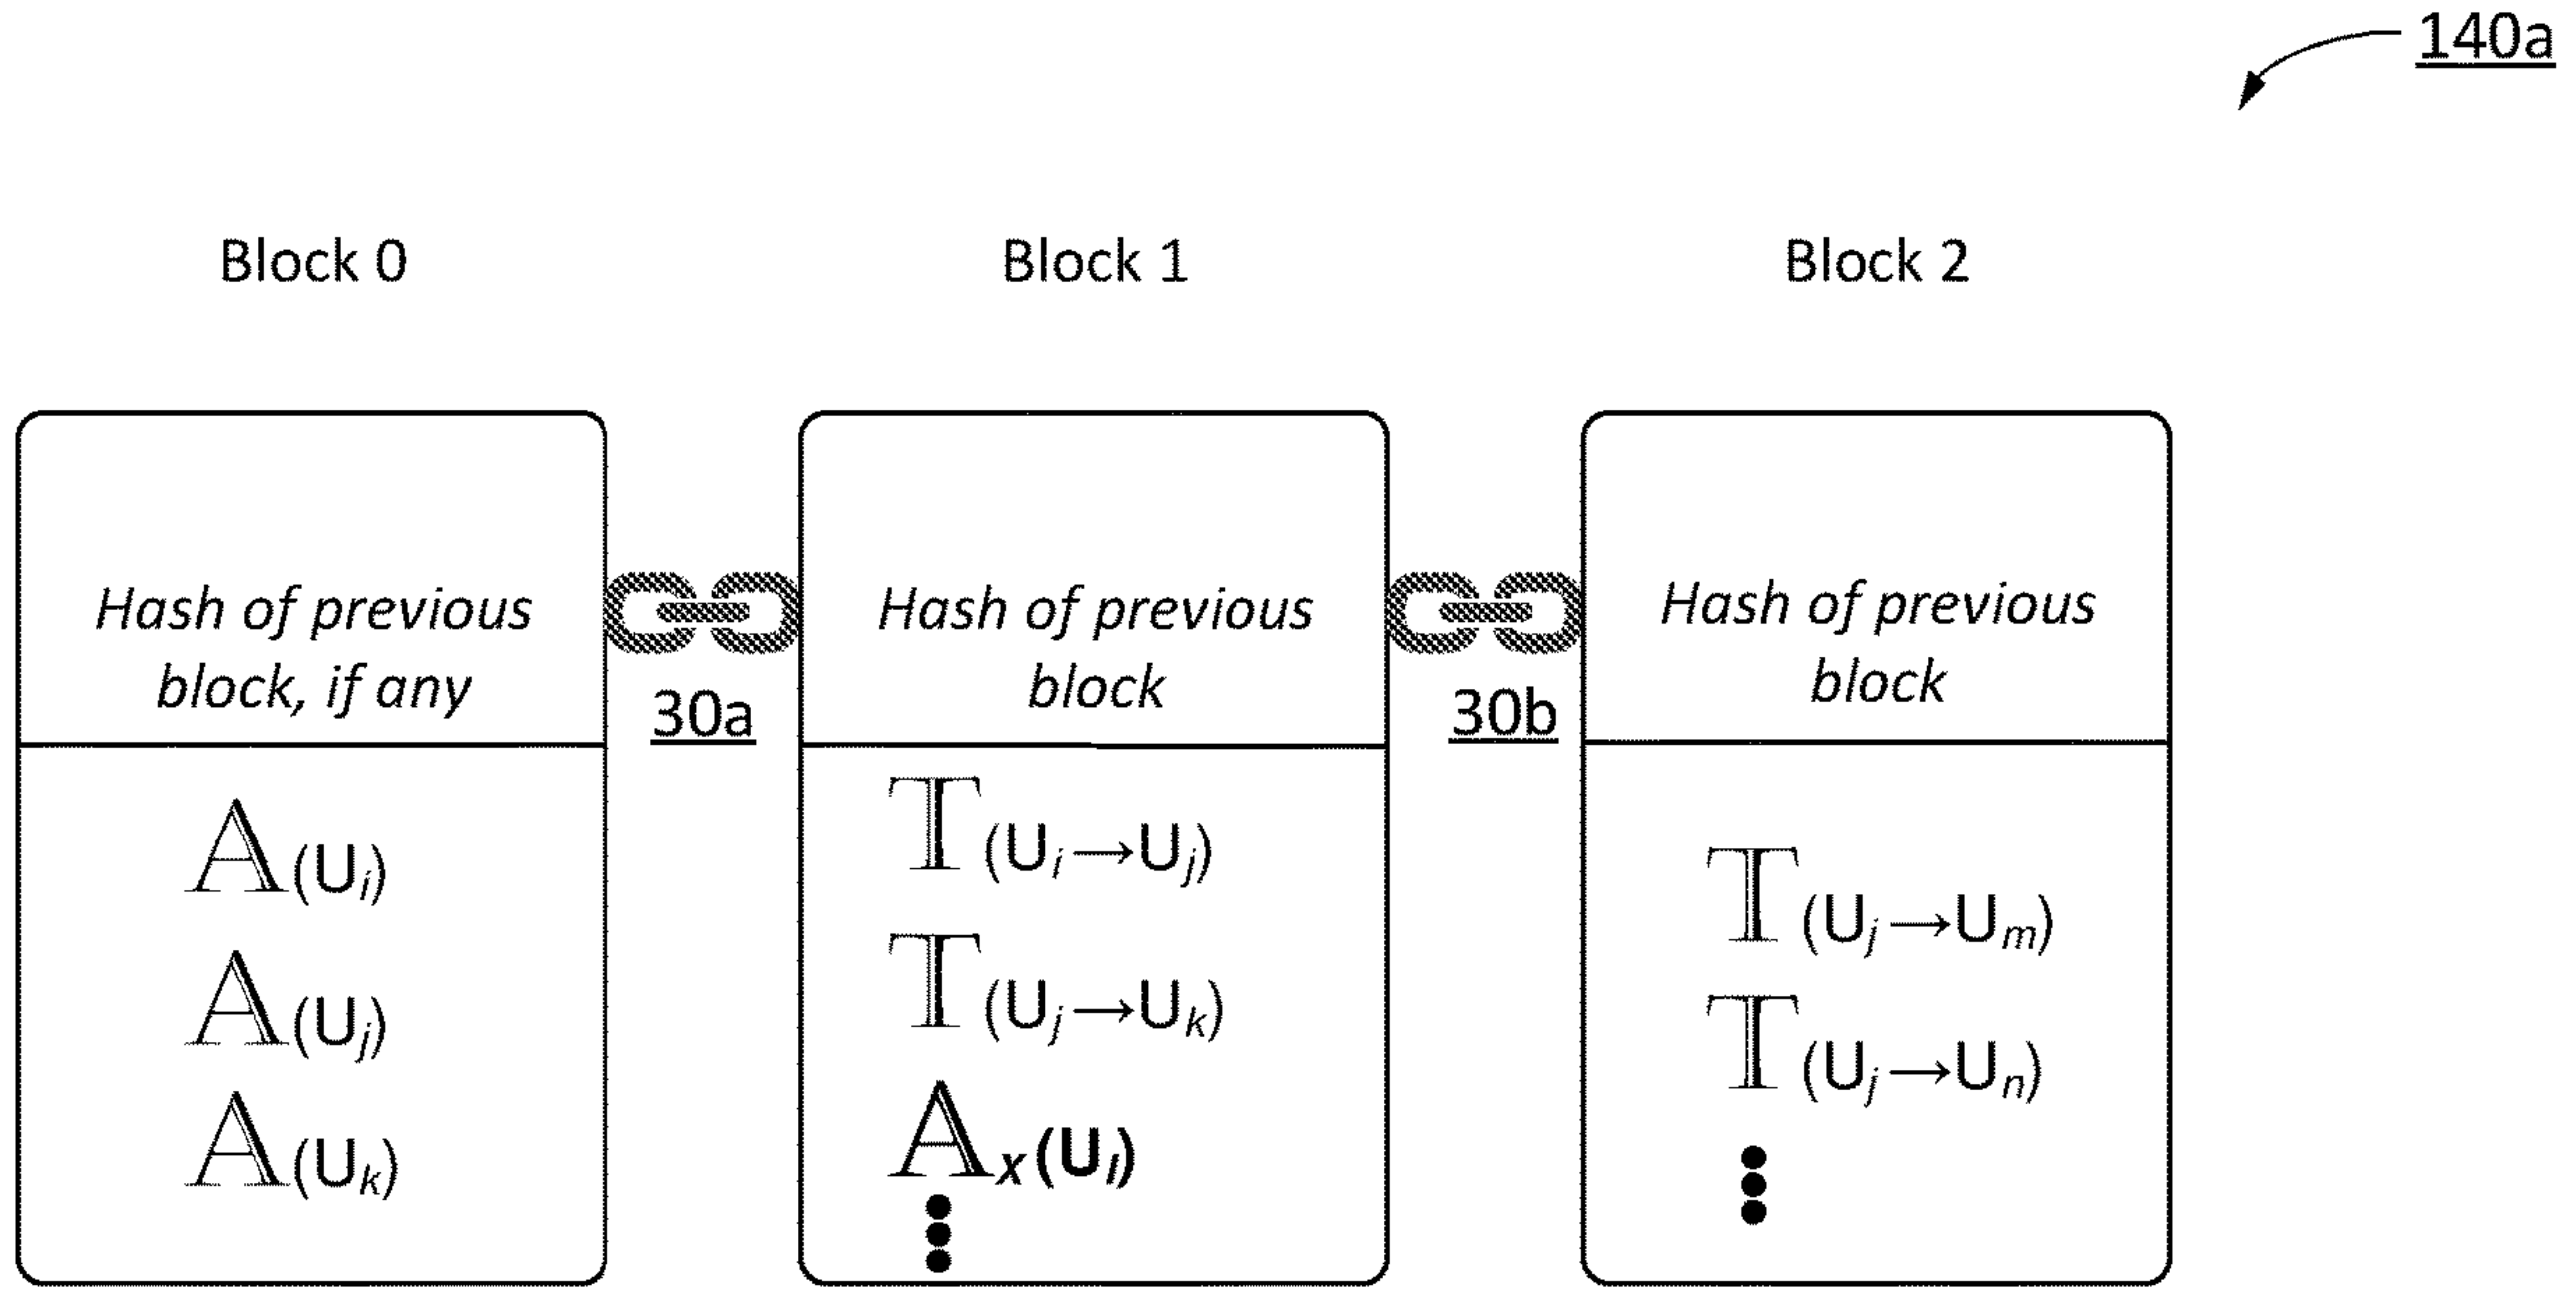 140a
Block 0
Block 1
Block 2
Hash of previous
block, if any
30a
Hash of previous
block
30b
Hash of previous
block
𝔸(Ui)
𝔸(Uj)
𝔸(Uk)
𝕋(Ui→Uj)
𝕋(Uj→Uk)
𝔸x(Ul)
𝕋(Uj→Um)
𝕋(Uj→Un)